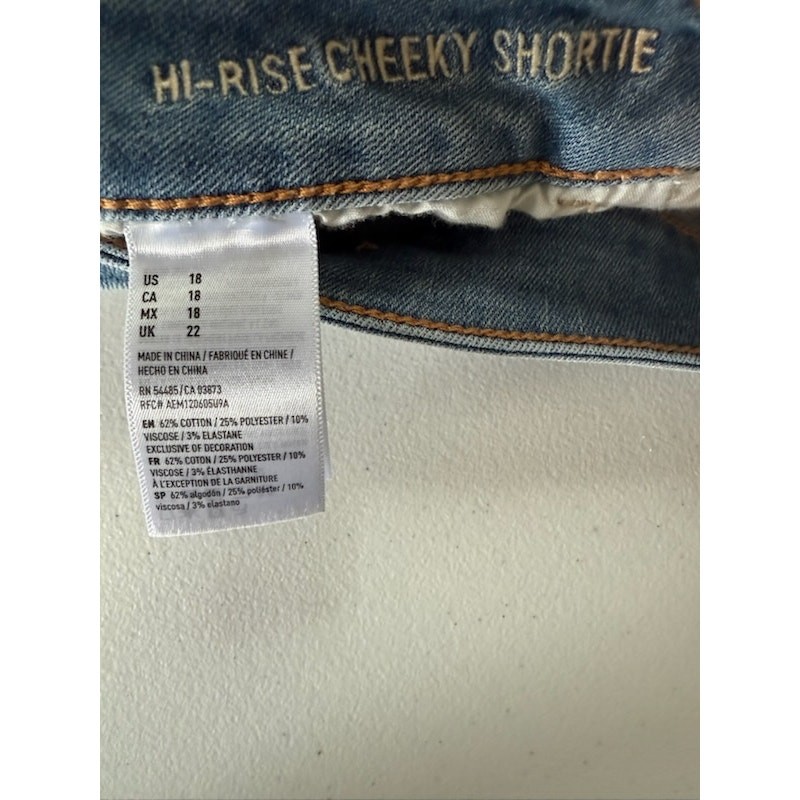 HI-RISE CHEEKY SHORTIE
US 18
CA 18
MX 18
UK 22
MADE IN CHINA / FABRIQUÉ EN CHINE /
HECHO EN CHINA
RN 54485/CA 03873
RFC# AEM120605U9A
EN 62% COTTON / 25% POLYESTER / 10%
VISCOSE / 3% ELASTANE
EXCLUSIVE OF DECORATION
FR 62% COTON / 25% POLYESTER / 10%
VISCOSE / 3% ÉLASTHANNE
À L'EXCEPTION DE LA GARNITURE
SP 62% algodón / 25% poliéster / 10%
viscosa / 3% elastano